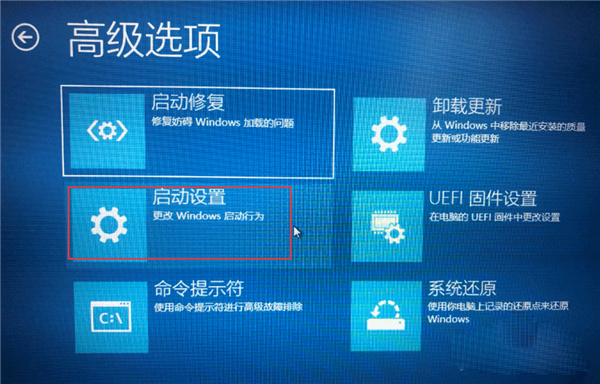 高级选项
启动修复
修复妨碍 Windows 加载的问题
卸载更新
从 Windows 中移除最近安装的质量
更新或功能更新
启动设置
更改 Windows 启动行为
UEFI 固件设置
在电脑的 UEFI 固件中更改设置
C:\
命令提示符
使用命令提示符进行高级故障排除
系统还原
使用你电脑上记录的还原点来还原
Windows